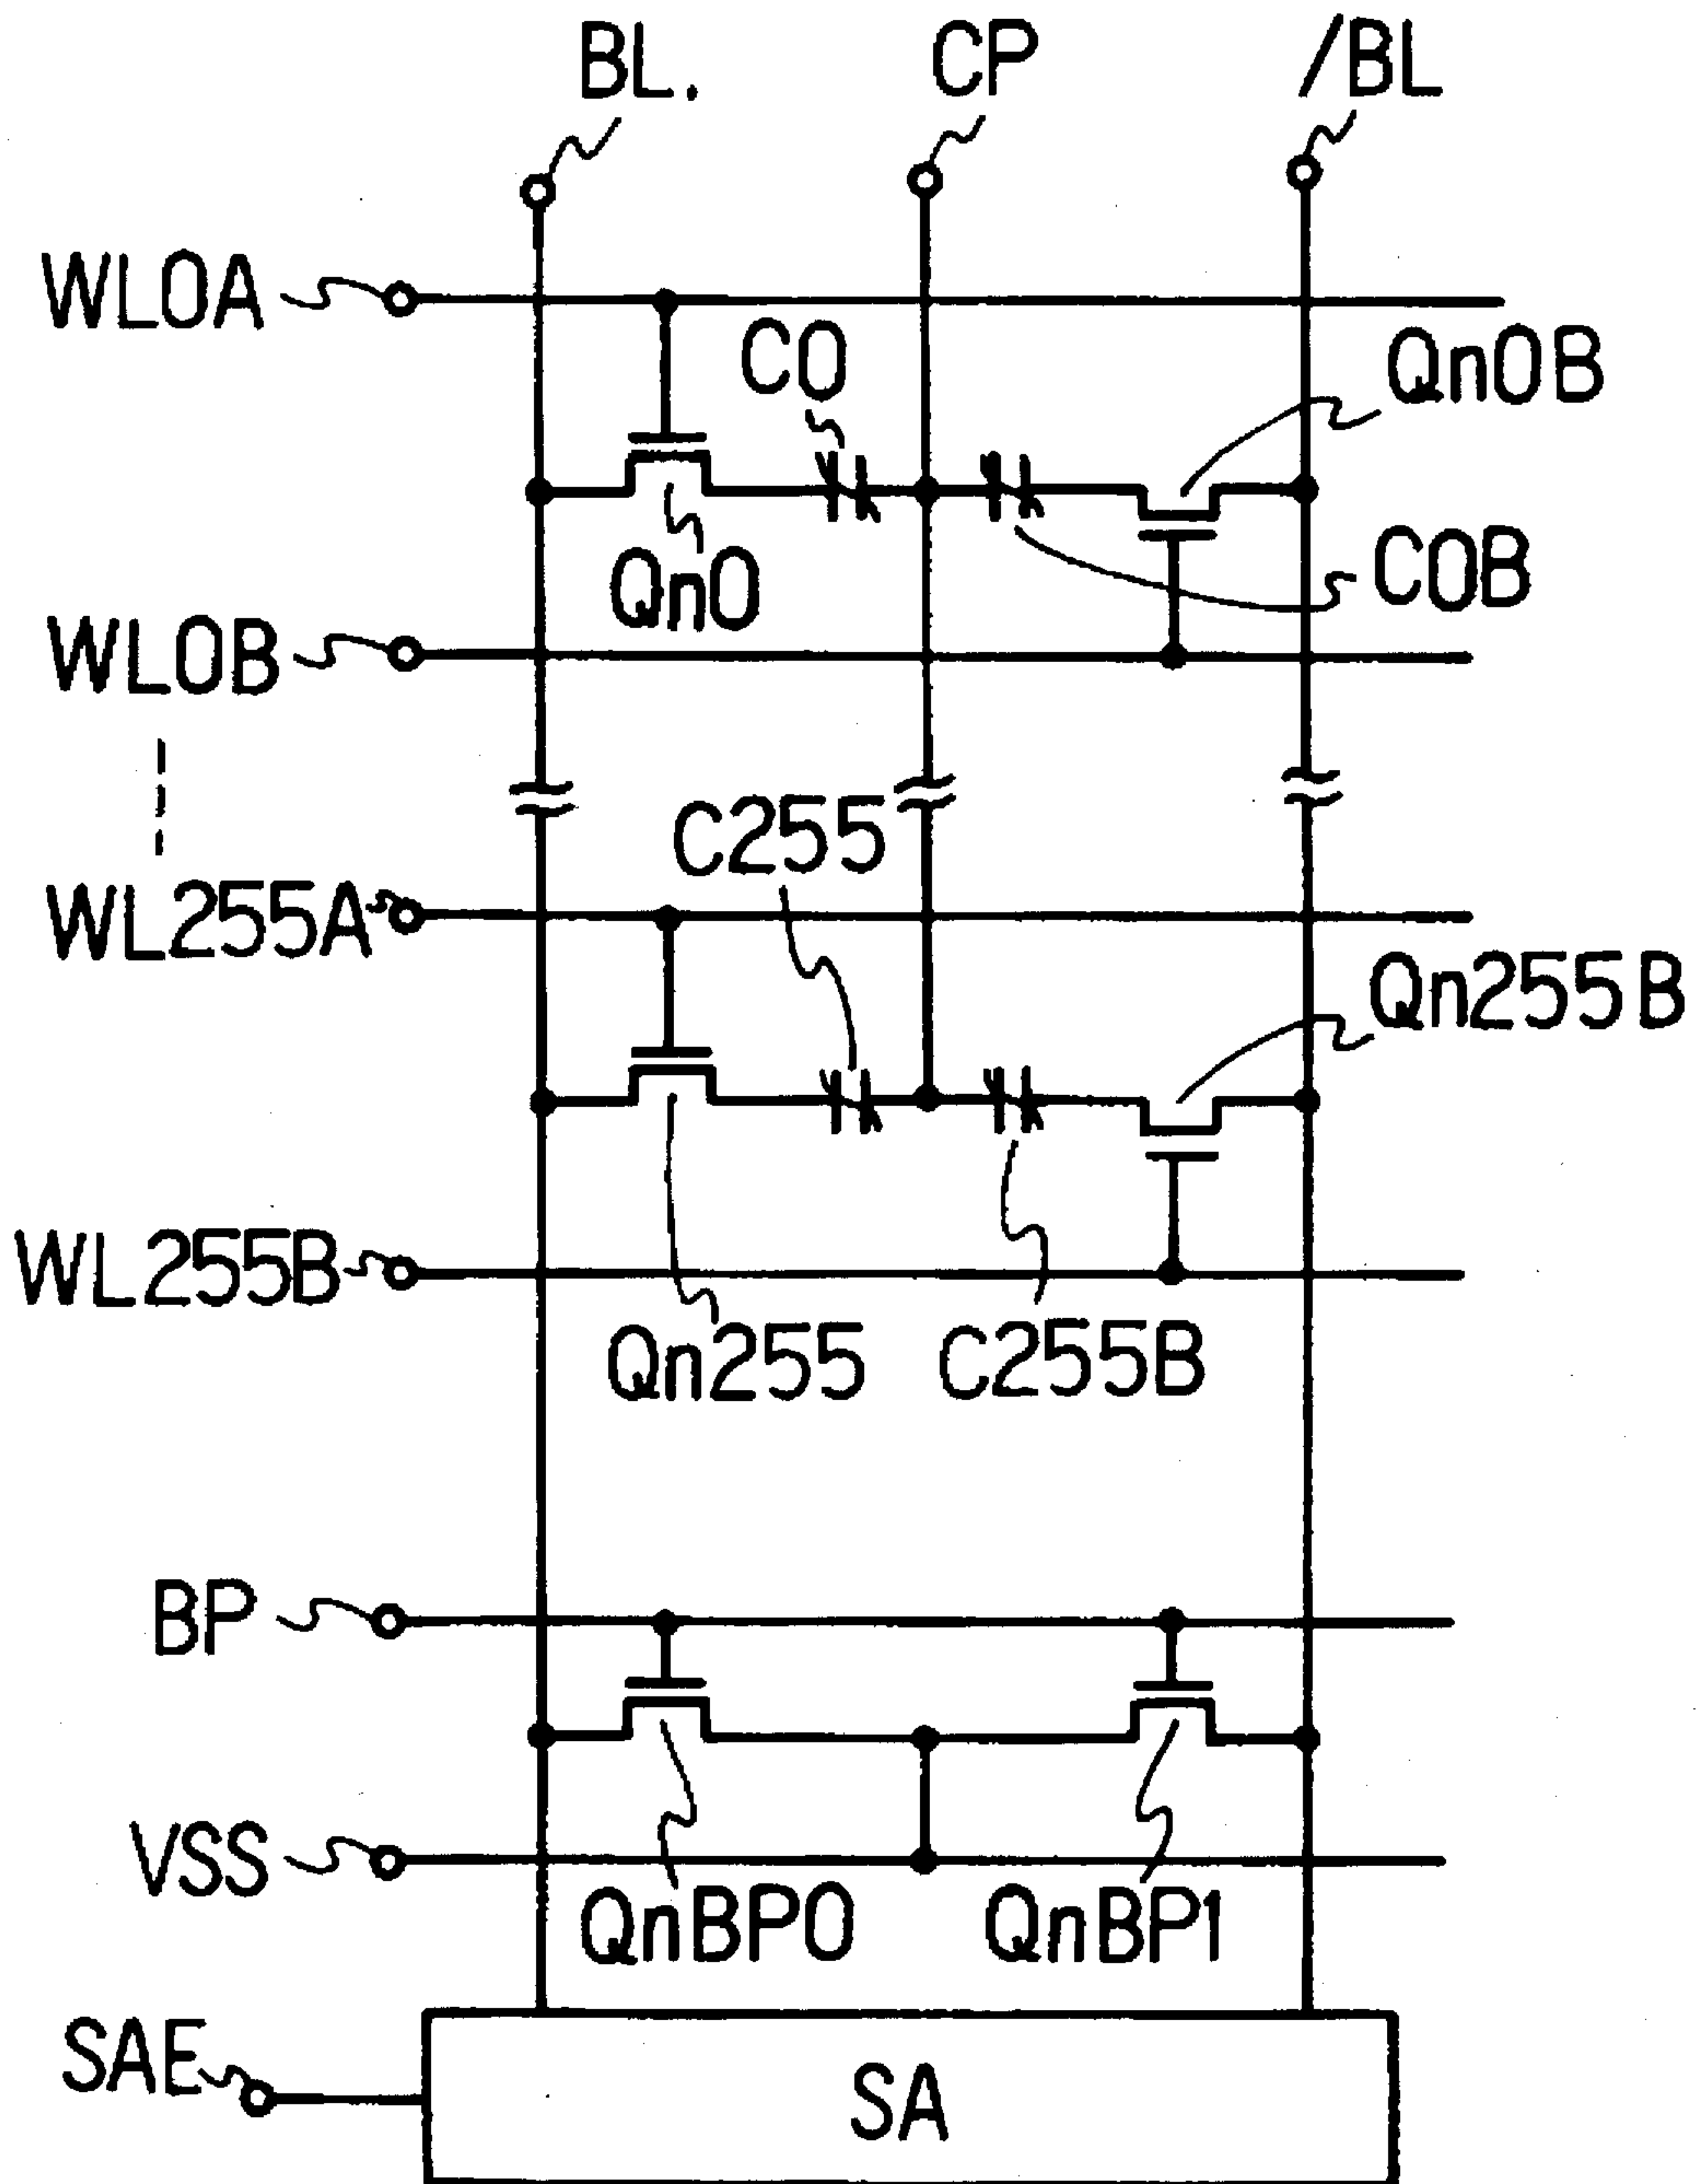 BL.
CP
/BL
WL0A
C0
Qn0B
Qn0
C0B
WL0B
C255
WL255A
Qn255B
WL255B
Qn255
C255B
BP
VSS
QnBP0
QnBP1
SAE
SA